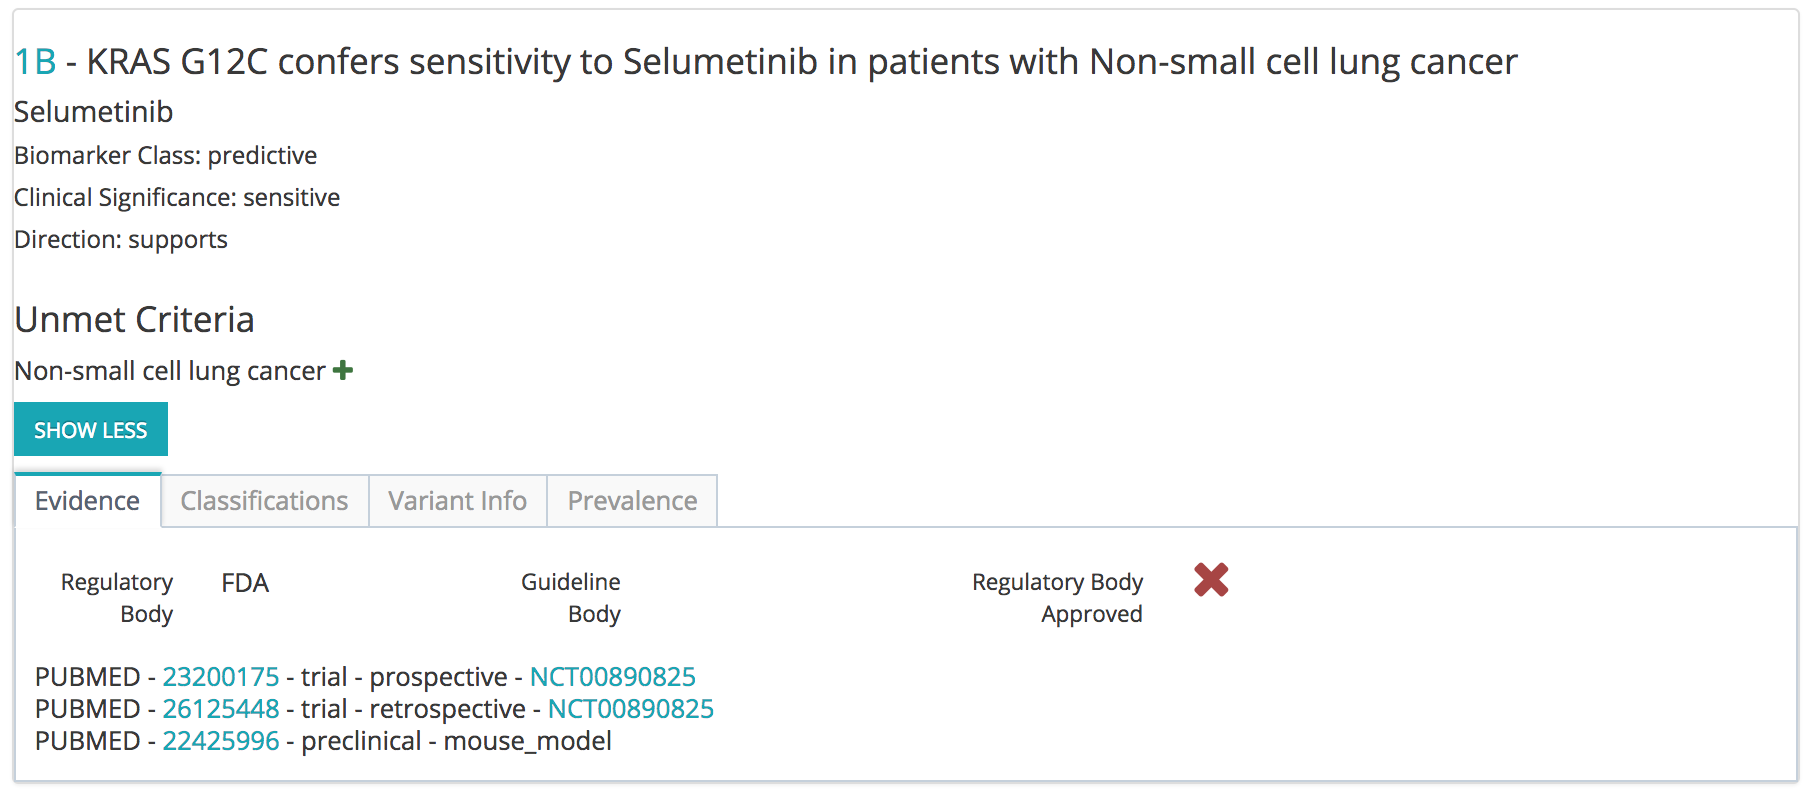 1B - KRAS G12C confers sensitivity to Selumetinib in patients with Non-small cell lung cancer
Selumetinib
Biomarker Class: predictive
Clinical Significance: sensitive
Direction: supports
Unmet Criteria
Non-small cell lung cancer
SHOW LESS
Evidence Classifications Variant Info Prevalence
Regulatory Body FDA Guideline Body Regulatory Body Approved
PUBMED - 23200175 - trial - prospective - NCT00890825
PUBMED - 26125448 - trial - retrospective - NCT00890825
PUBMED - 22425996 - preclinical - mouse_model